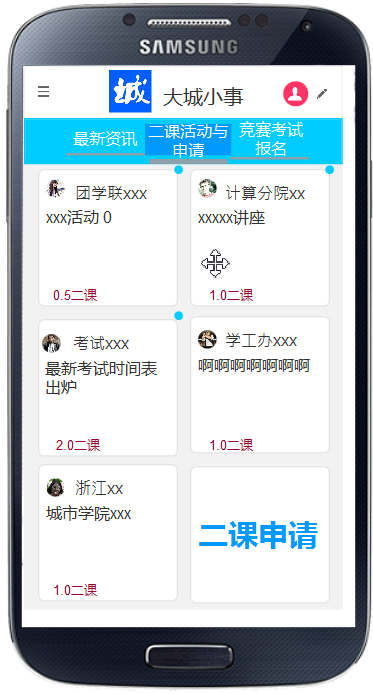 SAMSUNG
城
大城小事
最新资讯
二课活动与
申请
竞赛考试
报名
团学联xxx
xxx活动 0
0.5二课
计算分院xx
xxxxx讲座
1.0二课
考试xxx
最新考试时间表
出炉
2.0二课
学工办xxx
啊啊啊啊啊啊啊
1.0二课
浙江xx
城市学院xxx
1.0二课
二课申请